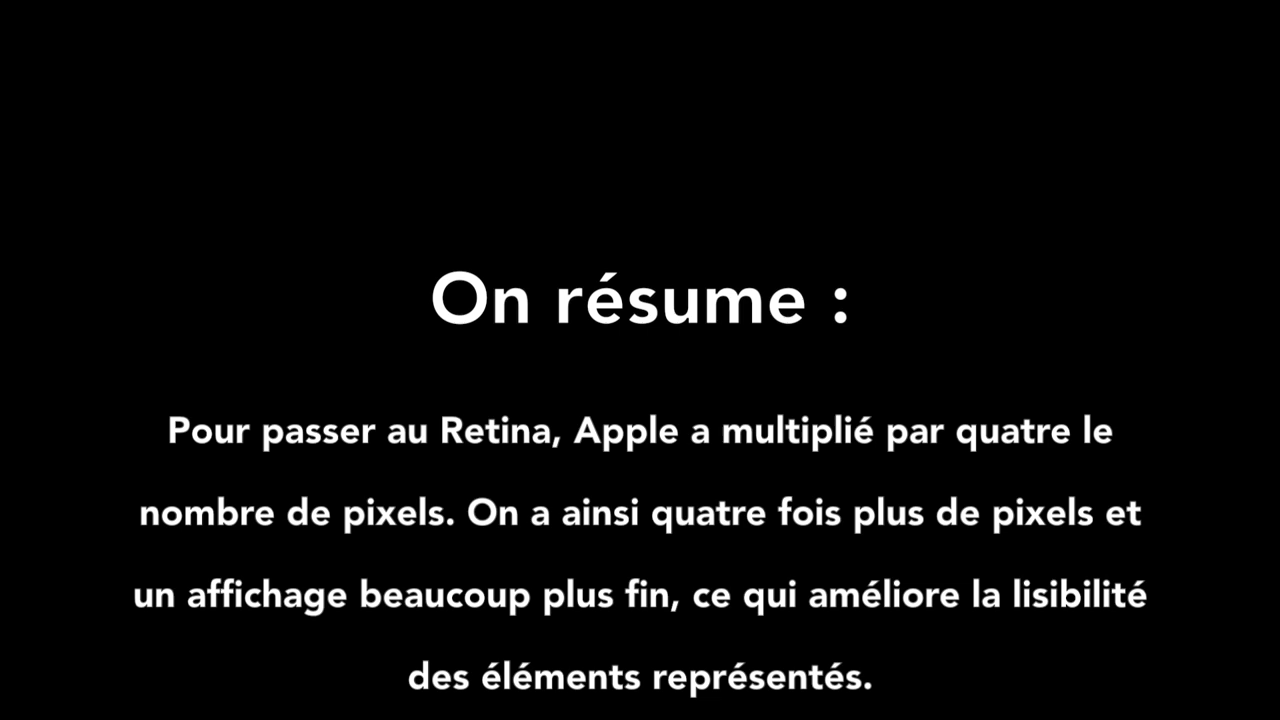 On résume :
Pour passer au Retina, Apple a multiplié par quatre le
nombre de pixels. On a ainsi quatre fois plus de pixels et
un affichage beaucoup plus fin, ce qui améliore la lisibilité
des éléments représentés.